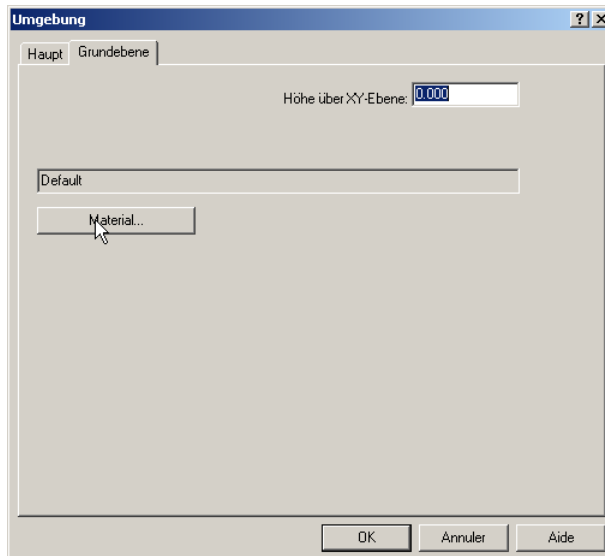 Umgebung
Haupt Grundebene
Höhe über XY-Ebene: 0.000
Default
Material...
OK Annuler Aide